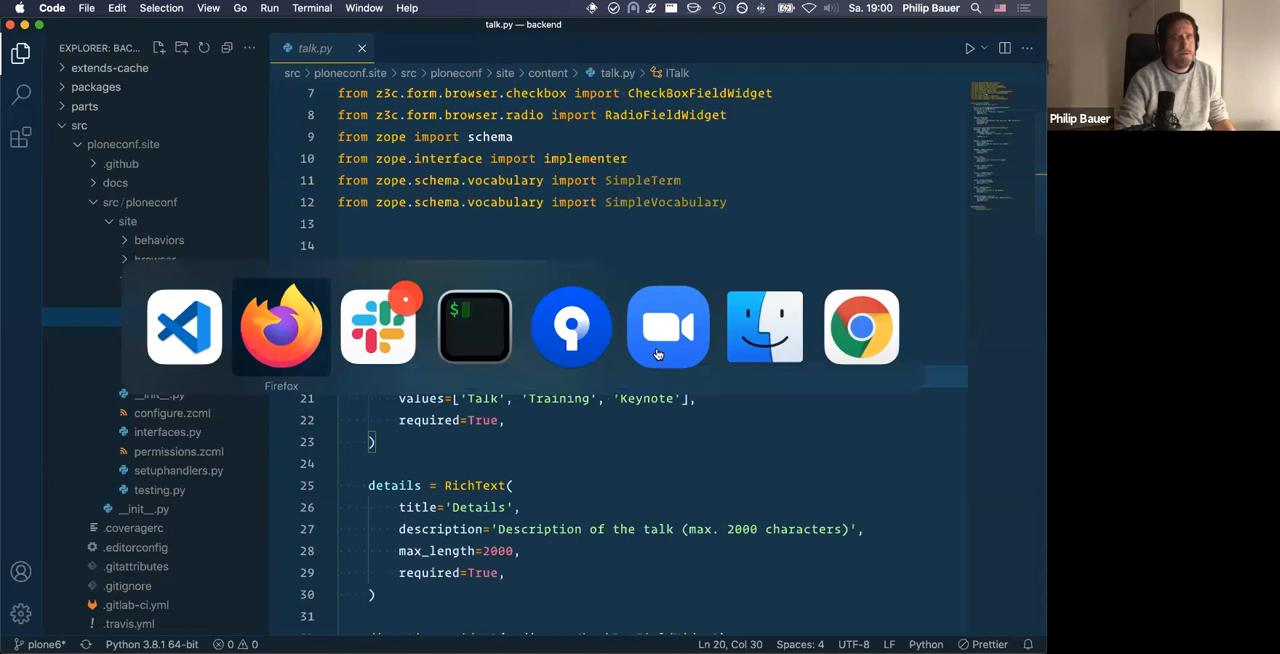 Code File Edit Selection View Go Run Terminal Window Help Sa. 19:00 Philip Bauer
talk.py — backend
EXPLORER: BAC...
talk.py
extends-cache
packages
parts
src
ploneconf.site
.github
docs
src / ploneconf
site
behaviors
browser
__init__.py
configure.zcml
interfaces.py
permissions.zcml
setuphandlers.py
testing.py
__init__.py
.coveragerc
.editorconfig
.gitattributes
.gitignore
.gitlab-ci.yml
.travis.yml
src > ploneconf.site > src > ploneconf > site > content > talk.py > ITalk
7 from z3c.form.browser.checkbox import CheckBoxFieldWidget
8 from z3c.form.browser.radio import RadioFieldWidget
9 from zope import schema
10 from zope.interface import implementer
11 from zope.schema.vocabulary import SimpleTerm
12 from zope.schema.vocabulary import SimpleVocabulary
13
14
$
Firefox
21 values=['Talk', 'Training', 'Keynote'],
22 required=True,
23 )
24
25 details = RichText(
26 title='Details',
27 description='Description of the talk (max. 2000 characters)',
28 max_length=2000,
29 required=True,
30 )
31
plone6* Python 3.8.1 64-bit 0 0 Ln 20, Col 30 Spaces: 4 UTF-8 LF Python Prettier
Philip Bauer